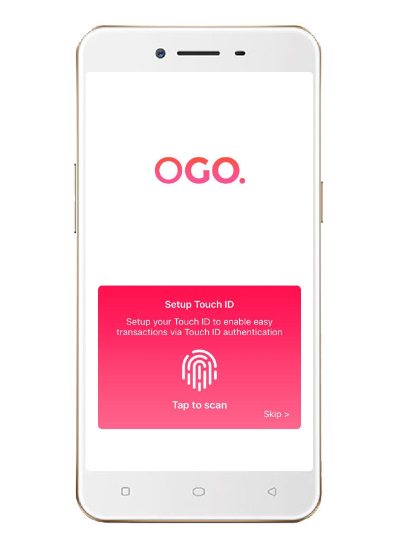 OGO.
Setup Touch ID
Setup your Touch ID to enable easy
transactions via Touch ID authentication
Tap to scan
Skip >